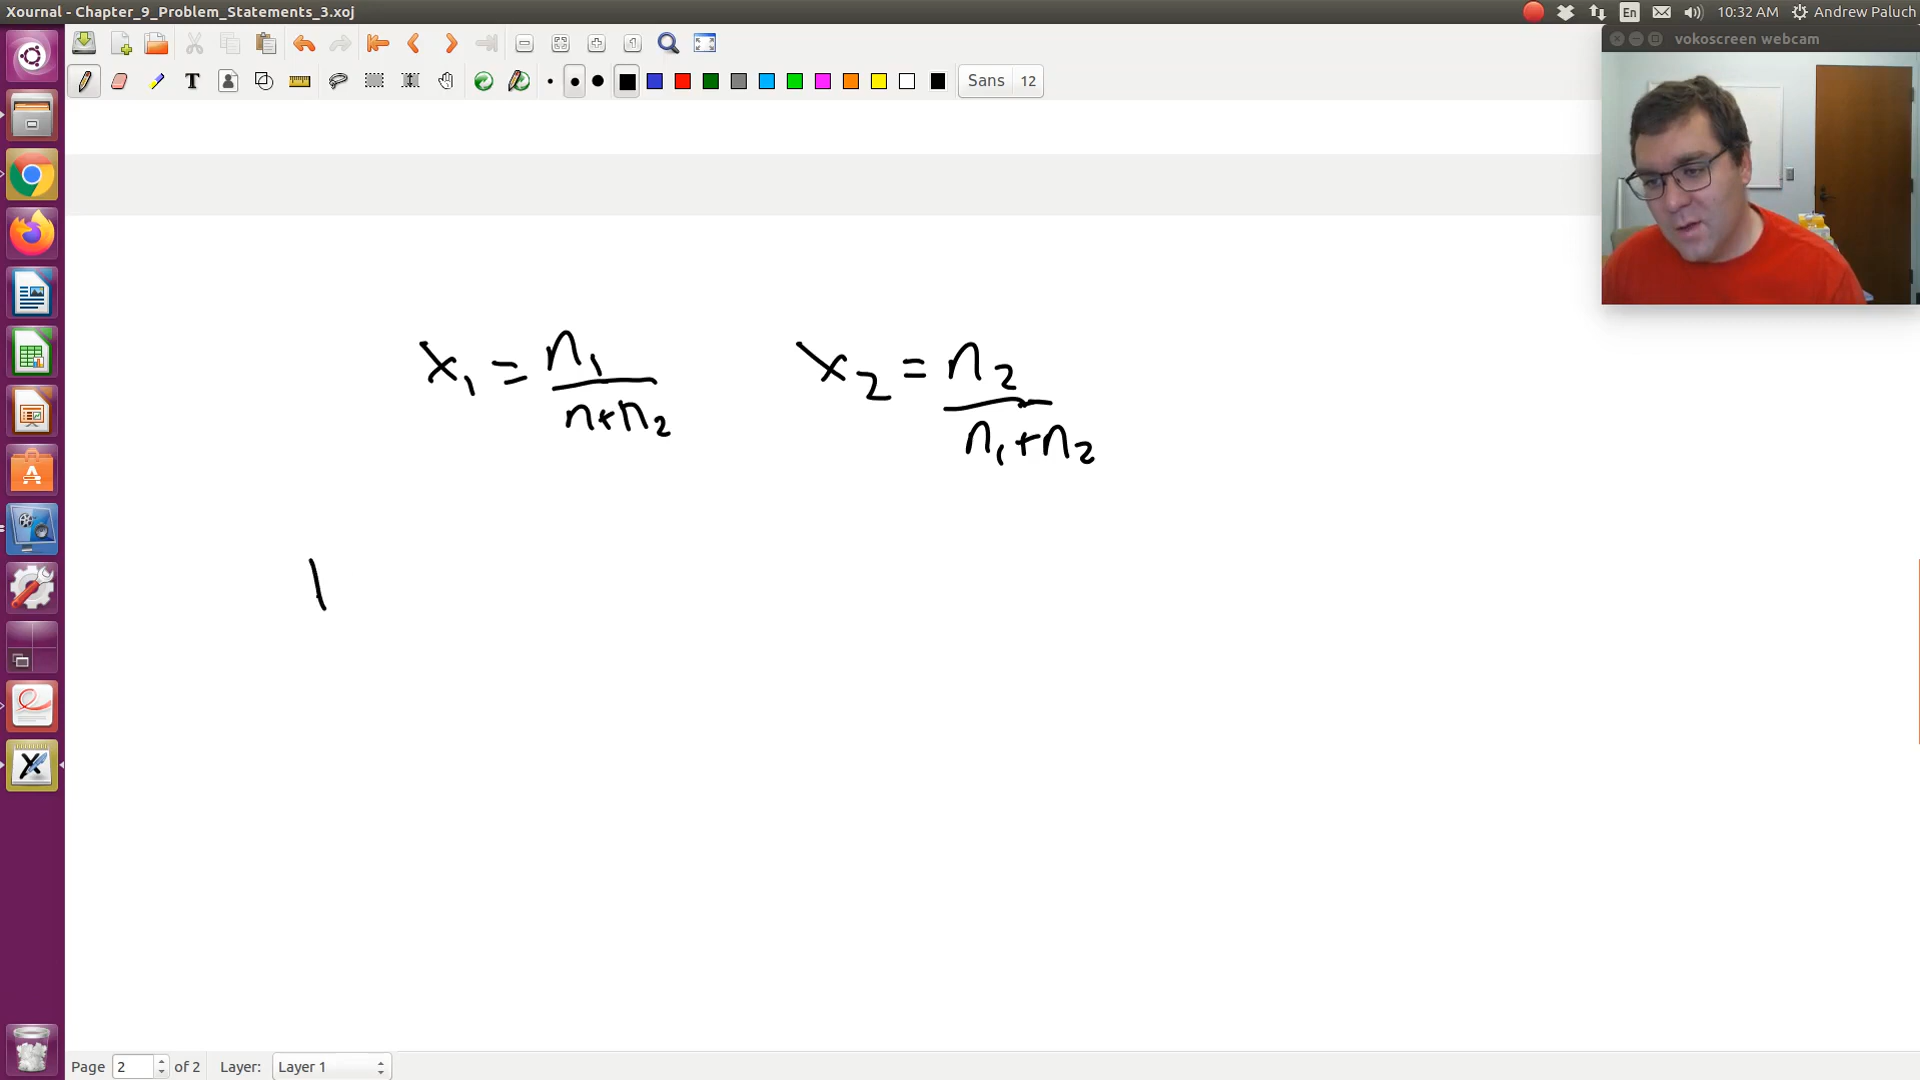 Xournal - Chapter_9_Problem_Statements_3.xoj
En
10:32 AM
Andrew Paluch
vokoscreen webcam
T
Sans 12
x₁ = n₁ / n+n₂
x₂ = n₂ / n₁+n₂
Page 2 of 2 Layer: Layer 1